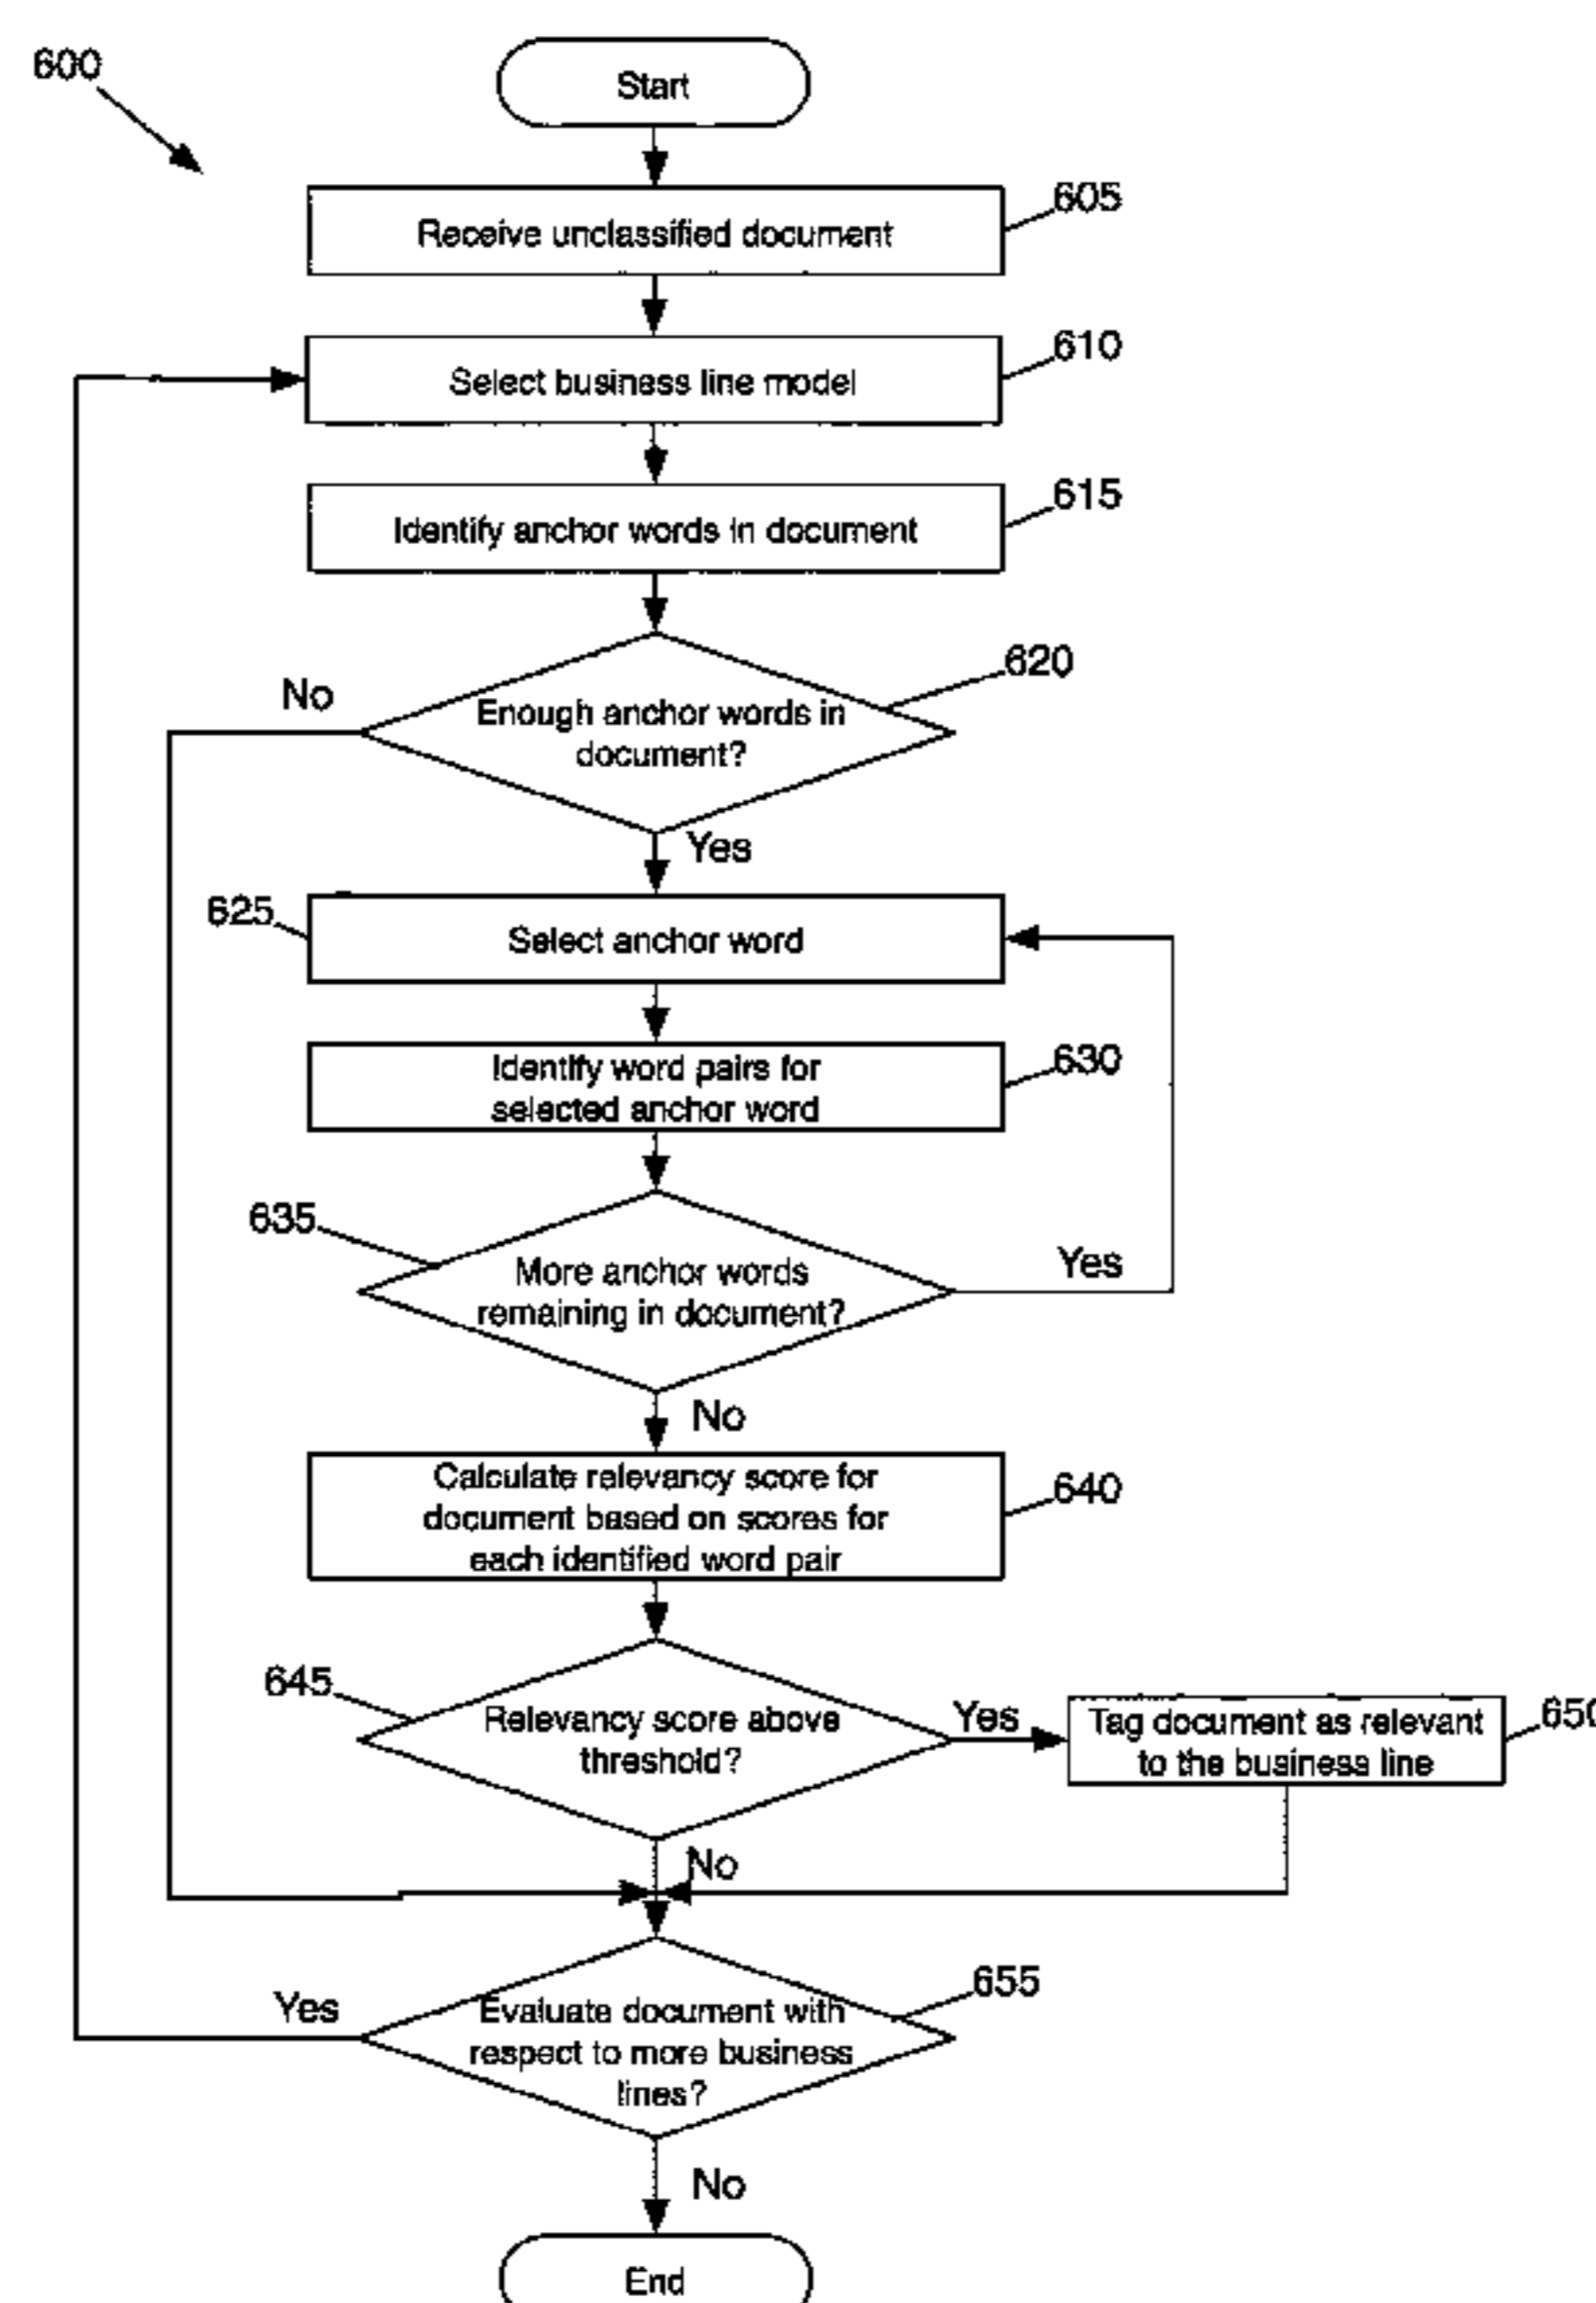 600
Start
605
Receive unclassified document
610
Select business line model
615
Identify anchor words in document
620
No
Enough anchor words in
document?
Yes
625
Select anchor word
630
Identify word pairs for
selected anchor word
635
More anchor words
remaining in document?
Yes
No
Calculate relevancy score for
document based on scores for
each identified word pair
640
645
Relevancy score above
threshold?
Yes
Tag document as relevant
to the business line
650
No
655
Yes
Evaluate document with
respect to more business
lines?
No
End